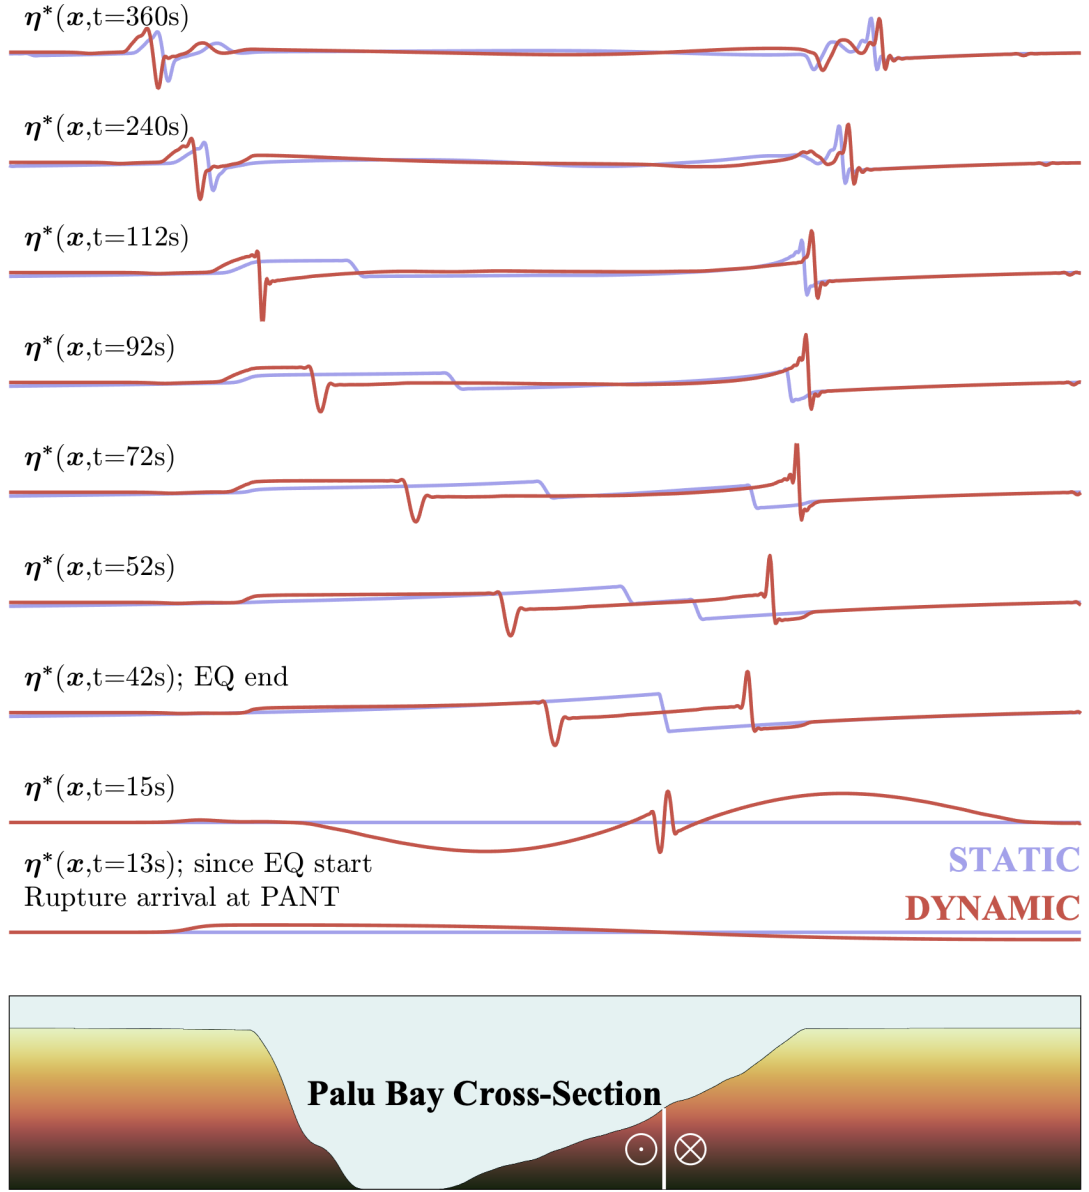 η*(x,t=360s)
η*(x,t=240s)
η*(x,t=112s)
η*(x,t=92s)
η*(x,t=72s)
η*(x,t=52s)
η*(x,t=42s); EQ end
η*(x,t=15s)
STATIC
η*(x,t=13s); since EQ start
Rupture arrival at PANT
DYNAMIC
Palu Bay Cross-Section